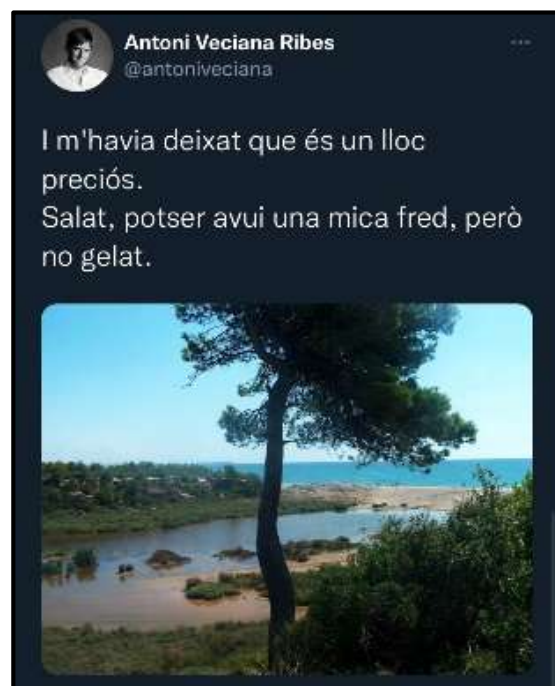 Antoni Veciana Ribes
@antoniveciana
I m'havia deixat que és un lloc
preciós.
Salat, potser avui una mica fred, però
no gelat.